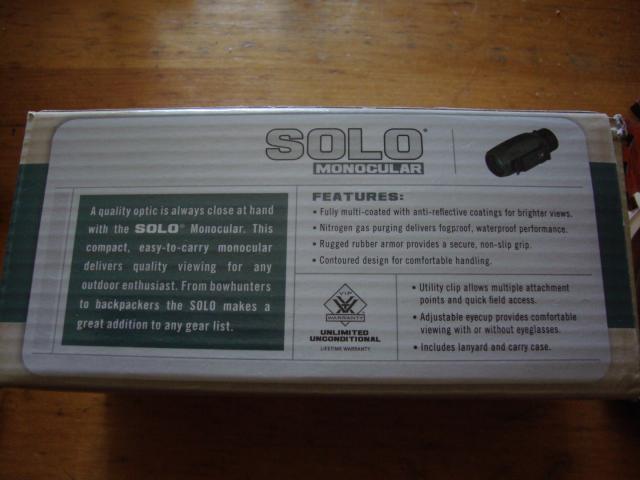 SOLO®
MONOCULAR
A quality optic is always close at hand
with the SOLO® Monocular. This
compact, easy-to-carry monocular
delivers quality viewing for any
outdoor enthusiast. From bowhunters
to backpackers the SOLO makes a
great addition to any gear list.
FEATURES:
• Fully multi-coated with anti-reflective coatings for brighter views.
• Nitrogen gas purging delivers fogproof, waterproof performance.
• Rugged rubber armor provides a secure, non-slip grip.
• Contoured design for comfortable handling.
VIP
WARRANTY
UNLIMITED
UNCONDITIONAL
LIFETIME WARRANTY
• Utility clip allows multiple attachment
points and quick field access.
• Adjustable eyecup provides comfortable
viewing with or without eyeglasses.
• Includes lanyard and carry case.